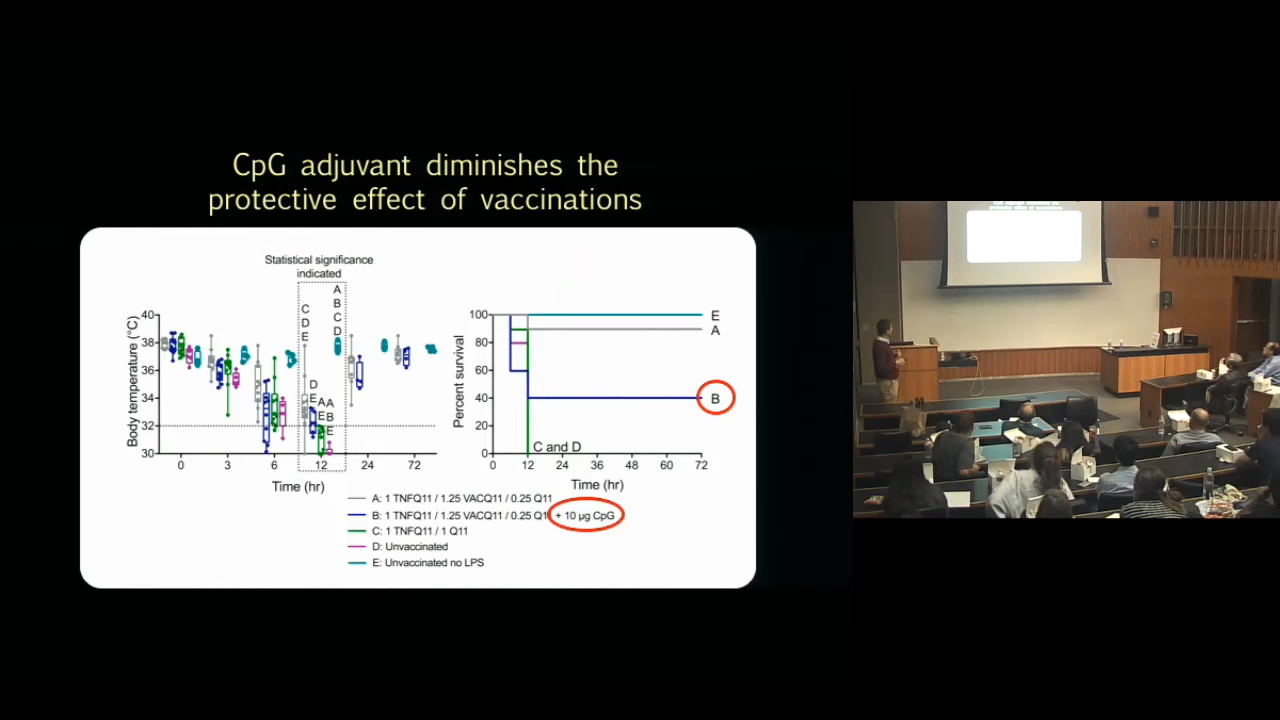 CpG adjuvant diminishes the
protective effect of vaccinations
Statistical significance
indicated
Body temperature (°C)
40
38
36
34
32
30
C
D
E
A
B
C
D
D
E
A
E
A
B
E
0
3
6
12
24
72
Time (hr)
Percent survival
100
80
60
40
20
0
E
A
B
C and D
0
12
24
36
48
60
72
Time (hr)
A: 1 TNFQ11 / 1.25 VACQ11 / 0.25 Q11
B: 1 TNFQ11 / 1.25 VACQ11 / 0.25 Q1 + 10 µg CpG
C: 1 TNFQ11 / 1 Q11
D: Unvaccinated
E: Unvaccinated no LPS